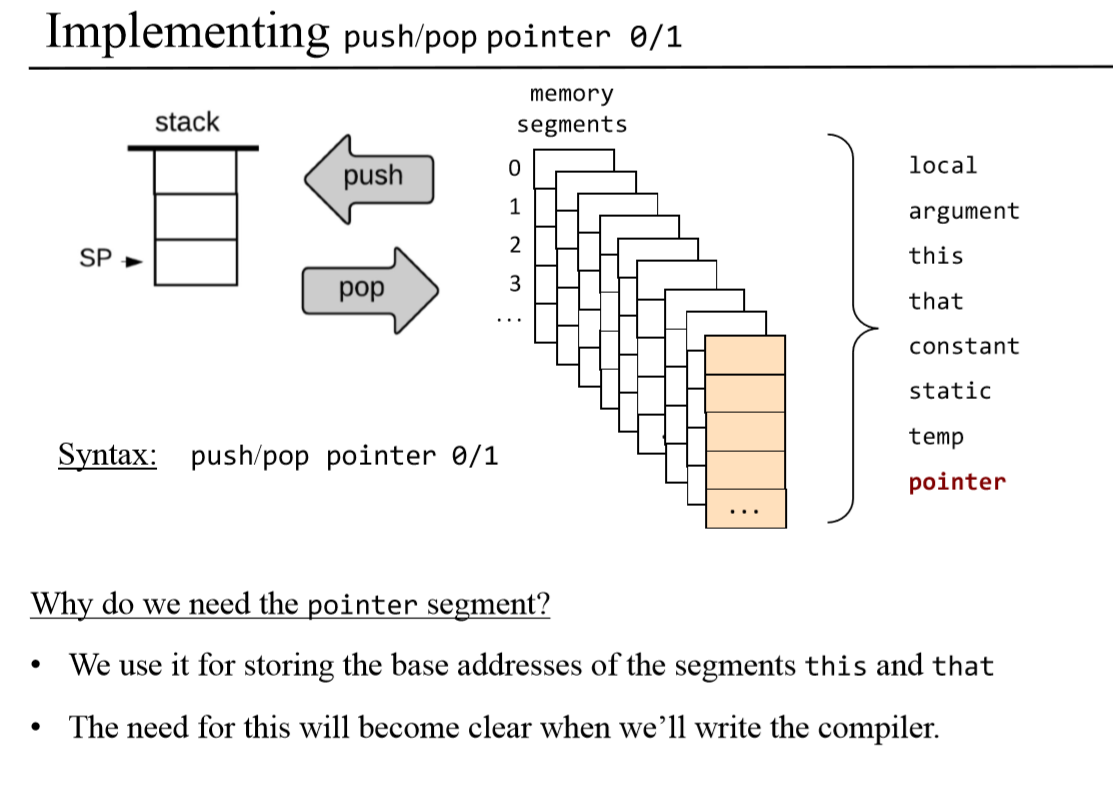 Implementing push/pop pointer 0/1
stack
SP
push
pop
memory
segments
0
1
2
3
...
...
local
argument
this
that
constant
static
temp
pointer
Syntax: push/pop pointer 0/1
Why do we need the pointer segment?
• We use it for storing the base addresses of the segments this and that
• The need for this will become clear when we’ll write the compiler.